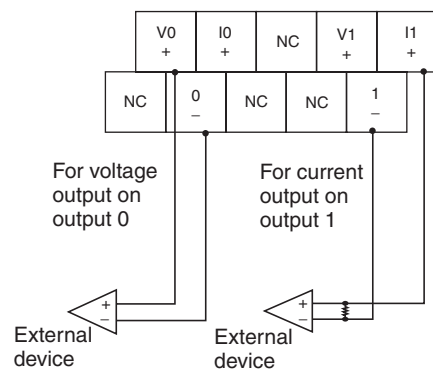 V0 I0 NC V1 I1
+ + + +
NC 0 NC NC 1
– –
For voltage
output on
output 0
For current
output on
output 1
+
–
External
device
+
–
External
device